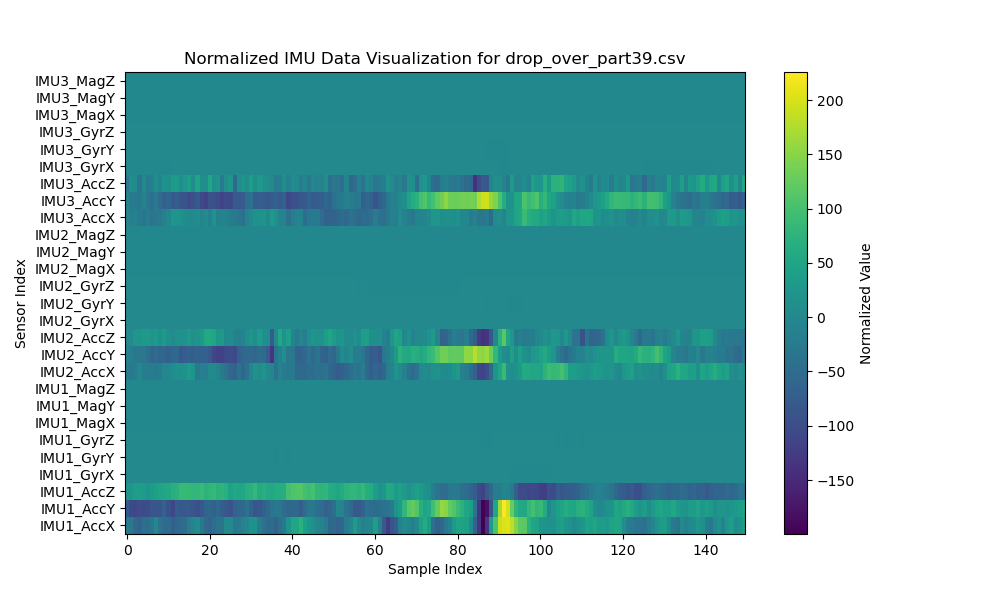 Normalized IMU Data Visualization for drop_over_part39.csv
IMU3_MagZ
IMU3_MagY
IMU3_MagX
IMU3_GyrZ
IMU3_GyrY
IMU3_GyrX
IMU3_AccZ
IMU3_AccY
IMU3_AccX
IMU2_MagZ
IMU2_MagY
IMU2_MagX
IMU2_GyrZ
IMU2_GyrY
IMU2_GyrX
IMU2_AccZ
IMU2_AccY
IMU2_AccX
IMU1_MagZ
IMU1_MagY
IMU1_MagX
IMU1_GyrZ
IMU1_GyrY
IMU1_GyrX
IMU1_AccZ
IMU1_AccY
IMU1_AccX
Sensor Index
0 20 40 60 80 100 120 140
Sample Index
200
150
100
50
0
−50
−100
−150
Normalized Value